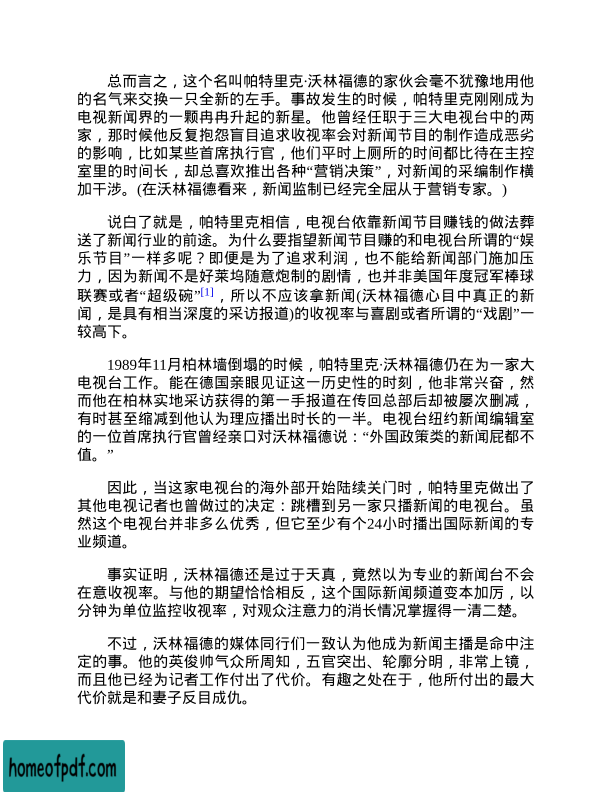 总而言之，这个名叫帕特里克·沃林福德的家伙会毫不犹豫地用他
的名气来交换一只全新的左手。事故发生的时候，帕特里克刚刚成为
电视新闻界的一颗冉冉升起的新星。他曾经任职于三大电视台中的两
家，那时候他反复抱怨盲目追求收视率会对新闻节目的制作造成恶劣
的影响，比如某些首席执行官，他们平时上厕所的时间都比待在主控
室里的时间长，却总喜欢推出各种“营销决策”，对新闻的采编制作横
加干涉。(在沃林福德看来，新闻监制已经完全屈从于营销专家。)
说白了就是，帕特里克相信，电视台依靠新闻节目赚钱的做法葬
送了新闻行业的前途。为什么要指望新闻节目赚的和电视台所谓的“娱
乐节目”一样多呢？即便是为了追求利润，也不能给新闻部门施加压
力，因为新闻不是好莱坞随意炮制的剧情，也并非美国年度冠军棒球
联赛或者“超级碗”[1]，所以不应该拿新闻(沃林福德心目中真正的新
闻，是具有相当深度的采访报道)的收视率与喜剧或者所谓的“戏剧”一
较高下。
1989年11月柏林墙倒塌的时候，帕特里克·沃林福德仍在为一家大
电视台工作。能在德国亲眼见证这一历史性的时刻，他非常兴奋，然
而他在柏林实地采访获得的第一手报道在传回总部后却被屡次删减，
有时甚至缩减到他认为理应播出时长的一半。电视台纽约新闻编辑室
的一位首席执行官曾经亲口对沃林福德说：“外国政策类的新闻屁都不
值。”
因此，当这家电视台的海外部开始陆续关门时，帕特里克做出了
其他电视记者也曾做过的决定：跳槽到另一家只播新闻的电视台。虽
然这个电视台并非多么优秀，但它至少有个24小时播出国际新闻的专
业频道。
事实证明，沃林福德还是过于天真，竟然以为专业的新闻台不会
在意收视率。与他的期望恰恰相反，这个国际新闻频道变本加厉，以
分钟为单位监控收视率，对观众注意力的消长情况掌握得一清二楚。
不过，沃林福德的媒体同行们一致认为他成为新闻主播是命中注
定的事。他的英俊帅气众所周知，五官突出、轮廓分明，非常上镜，
而且他已经为记者工作付出了代价。有趣之处在于，他所付出的最大
代价就是和妻子反目成仇。
homeofpdf.com